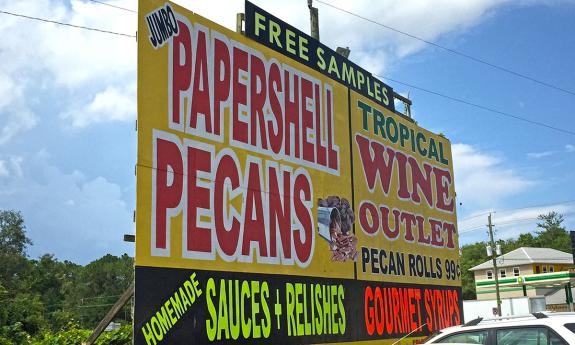 FREE SAMPLES
JUMBO
PAPERSHELL
PECANS
TROPICAL
WINE
OUTLET
PECAN ROLLS 99¢
HOMEMADE
SAUCES + RELISHES
GOURMET SYRUPS